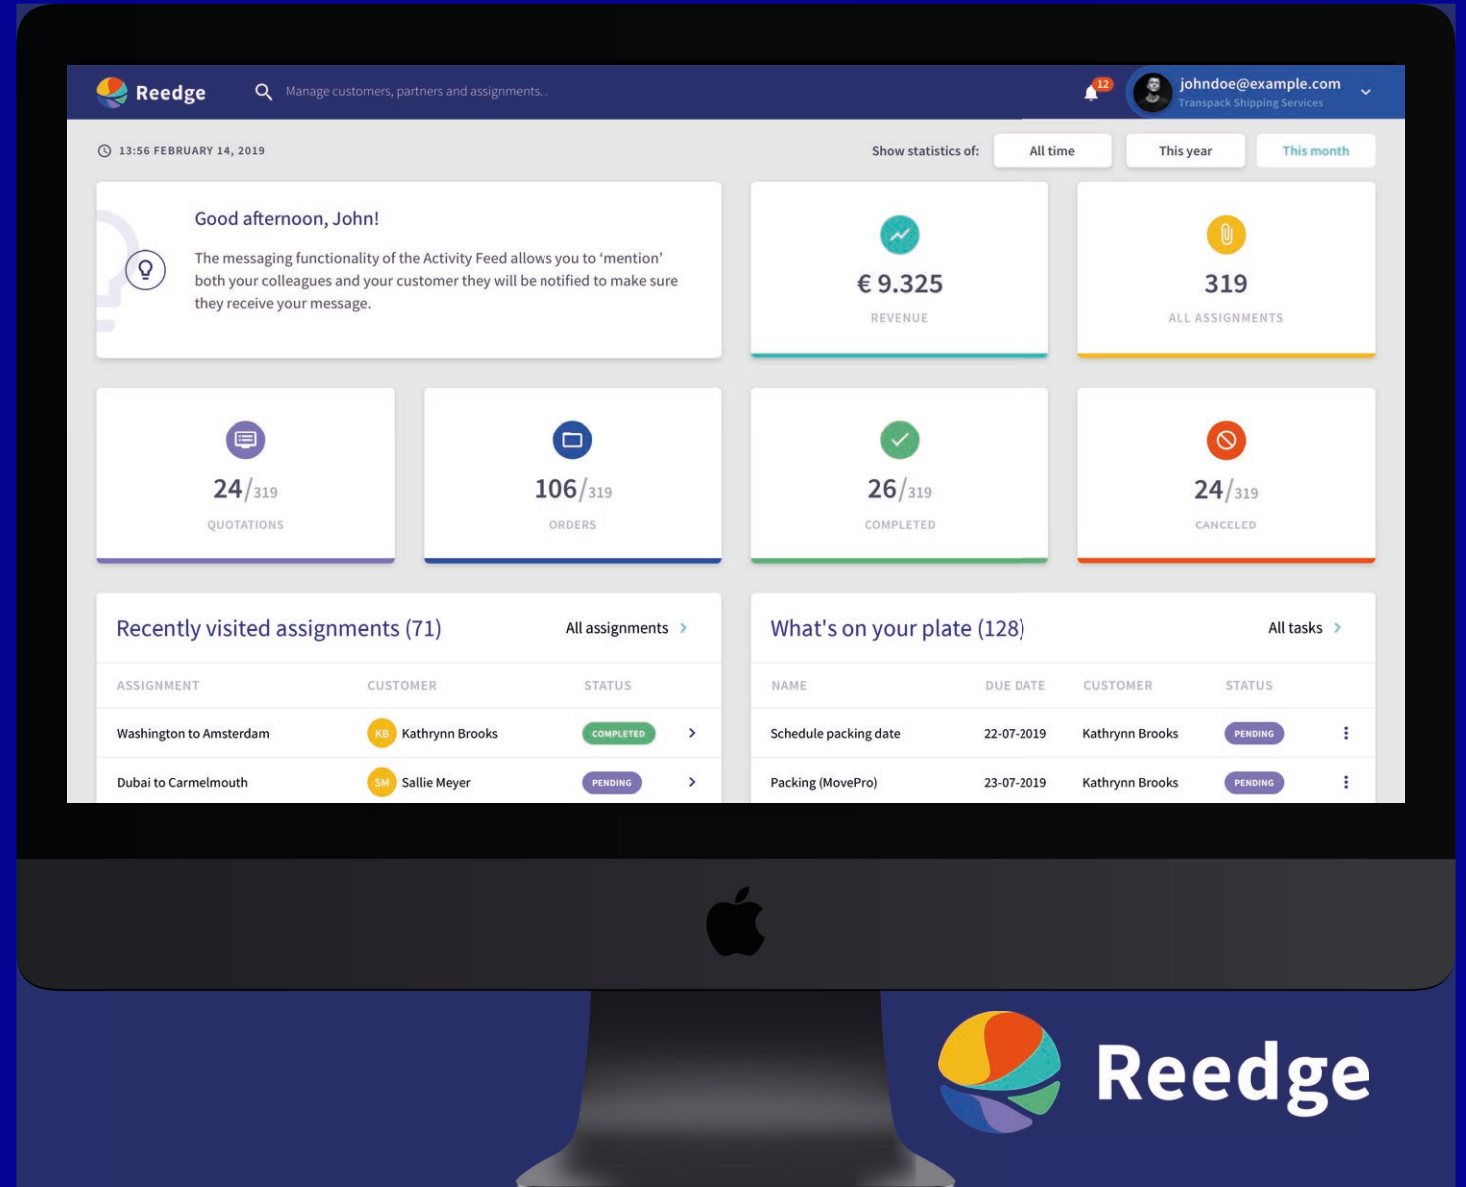 Reedge
Manage customers, partners and assignments..
12
johndoe@example.com
Transpack Shipping Services
13:56 FEBRUARY 14, 2019
Show statistics of:
All time
This year
This month
Good afternoon, John!
The messaging functionality of the Activity Feed allows you to ‘mention’
both your colleagues and your customer they will be notified to make sure
they receive your message.
€ 9.325
REVENUE
319
ALL ASSIGNMENTS
24/319
QUOTATIONS
106/319
ORDERS
26/319
COMPLETED
24/319
CANCELED
Recently visited assignments (71)
All assignments
ASSIGNMENT CUSTOMER STATUS
Washington to Amsterdam KB Kathrynn Brooks COMPLETED
Dubai to Carmelmouth SM Sallie Meyer PENDING
What's on your plate (128)
All tasks
NAME DUE DATE CUSTOMER STATUS
Schedule packing date 22-07-2019 Kathrynn Brooks PENDING
Packing (MovePro) 23-07-2019 Kathrynn Brooks PENDING
Reedge